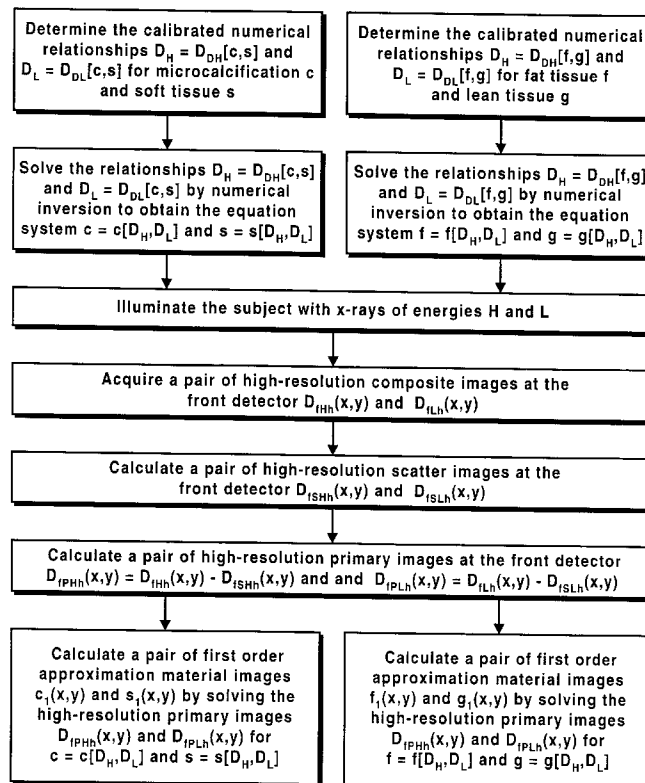 Determine the calibrated numerical
relationships D_H = D_DH[c,s] and
D_L = D_DL[c,s] for microcalcification c
and soft tissue s
Determine the calibrated numerical
relationships D_H = D_DH[f,g] and
D_L = D_DL[f,g] for fat tissue f
and lean tissue g
Solve the relationships D_H = D_DH[c,s]
and D_L = D_DL[c,s] by numerical
inversion to obtain the equation
system c = c[D_H,D_L] and s = s[D_H,D_L]
Solve the relationships D_H = D_DH[f,g]
and D_L = D_DL[f,g] by numerical
inversion to obtain the equation
system f = f[D_H,D_L] and g = g[D_H,D_L]
Illuminate the subject with x-rays of energies H and L
Acquire a pair of high-resolution composite images at the
front detector D_fHh(x,y) and D_fLh(x,y)
Calculate a pair of high-resolution scatter images at the
front detector D_fSHh(x,y) and D_fSLh(x,y)
Calculate a pair of high-resolution primary images at the front detector
D_fPHh(x,y) = D_fHh(x,y) - D_fSHh(x,y) and and D_fPLh(x,y) = D_fLh(x,y) - D_fSLh(x,y)
Calculate a pair of first order
approximation material images
c_1(x,y) and s_1(x,y) by solving the
high-resolution primary images
D_fPHh(x,y) and D_fPLh(x,y) for
c = c[D_H,D_L] and s = s[D_H,D_L]
Calculate a pair of first order
approximation material images
f_1(x,y) and g_1(x,y) by solving the
high-resolution primary images
D_fPHh(x,y) and D_fPLh(x,y) for
f = f[D_H,D_L] and g = g[D_H,D_L]